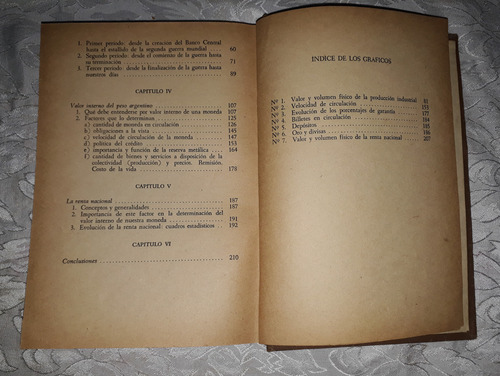 1. Primer periodo: desde la creación del Banco Central
hasta el estallido de la segunda guerra mundial .. 60
2. Segundo periodo: desde el comienzo de la guerra hasta
su terminación .. 71
3. Tercer periodo: desde la finalización de la guerra hasta
nuestros días .. 89
CAPITULO IV
Valor interno del peso argentino .. 107
1. Qué debe entenderse por valor interno de una moneda 107
2. Factores que lo determinan .. 125
a) cantidad de moneda en circulación .. 126
b) obligaciones a la vista .. 145
c) velocidad de circulación de la moneda .. 147
d) política del crédito .. 153
e) importancia y función de la reserva metálica .. 164
f) cantidad de bienes y servicios a disposición de la
colectividad (producción) y precios. Remisión.
Costo de la vida .. 178
CAPITULO V
La renta nacional .. 187
1. Conceptos y generalidades .. 187
2. Importancia de este factor en la determinación del
valor interno de nuestra moneda .. 191
3. Evolución de la renta nacional: cuadros estadísticos .. 192
CAPITULO VI
Conclusiones .. 210
INDICE DE LOS GRAFICOS
Nº 1. Valor y volumen físico de la producción industrial 81
Nº 2. Velocidad de circulación .. 153
Nº 3. Evolución de los porcentajes de garantía .. 177
Nº 4. Billetes en circulación .. 184
Nº 5. Depósitos .. 185
Nº 6. Oro y divisas .. 186
Nº 7. Valor y volumen físico de la renta nacional .. 207